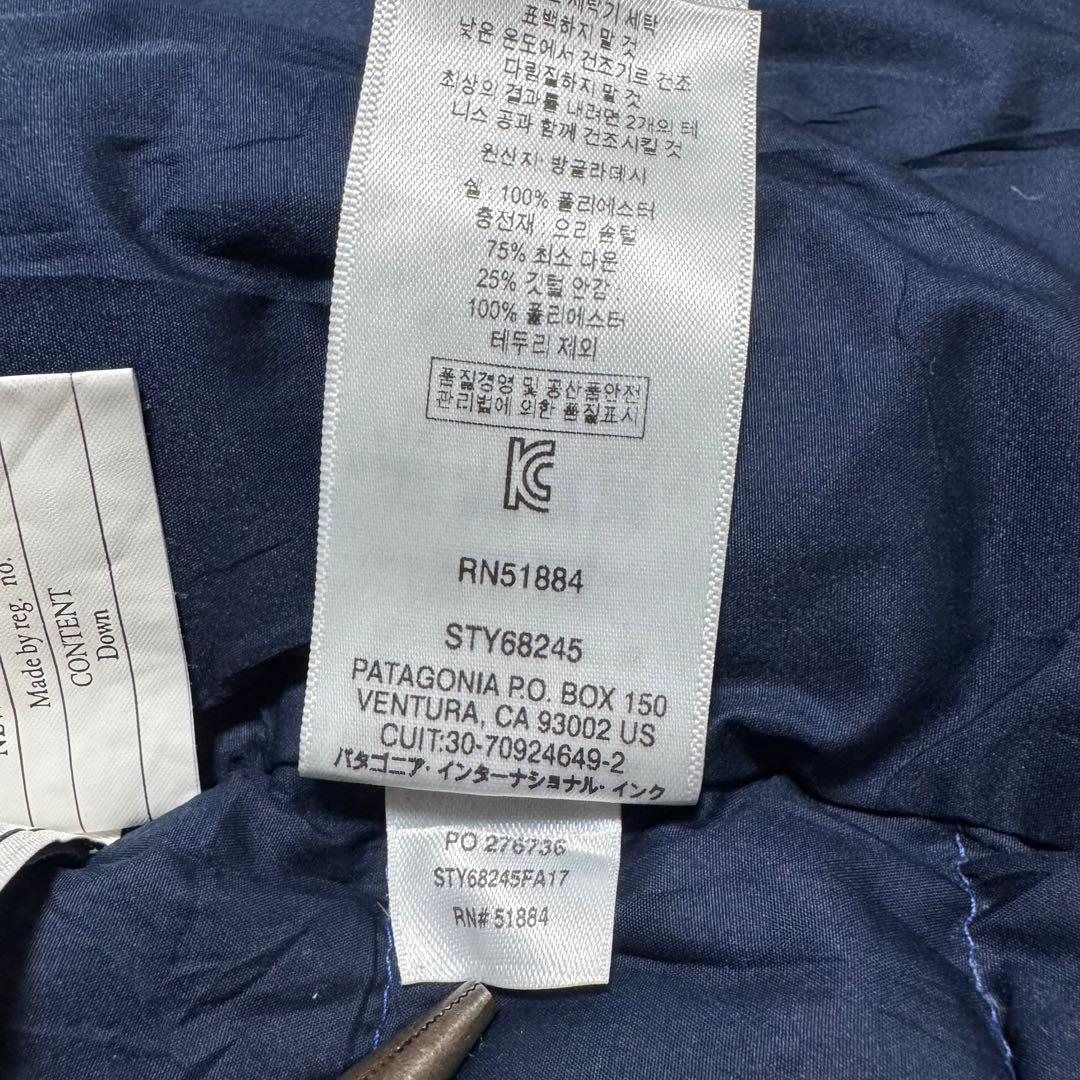 세탁기 세탁
표백하지 말 것
낮은 온도에서 건조기로 건조
다림질하지 말 것
최상의 결과를 내려면 2개의 테
니스 공과 함께 건조시킬 것
원산지: 방글라데시
쉘 : 100% 폴리에스터
충전재 : 오리 솜털
75% 최소 다운
25% 깃털 안감 :
100% 폴리에스터
테두리 제외
품질경영 및 공산품안전
관리법에 의한 품질표시
KC
RN51884
STY68245
PATAGONIA P.O. BOX 150
VENTURA, CA 93002 US
CUIT:30-70924649-2
パタゴニア・インターナショナル・インク
PO 276736
STY68245FA17
RN# 51884
Made by reg. no.
CONTENT
Down